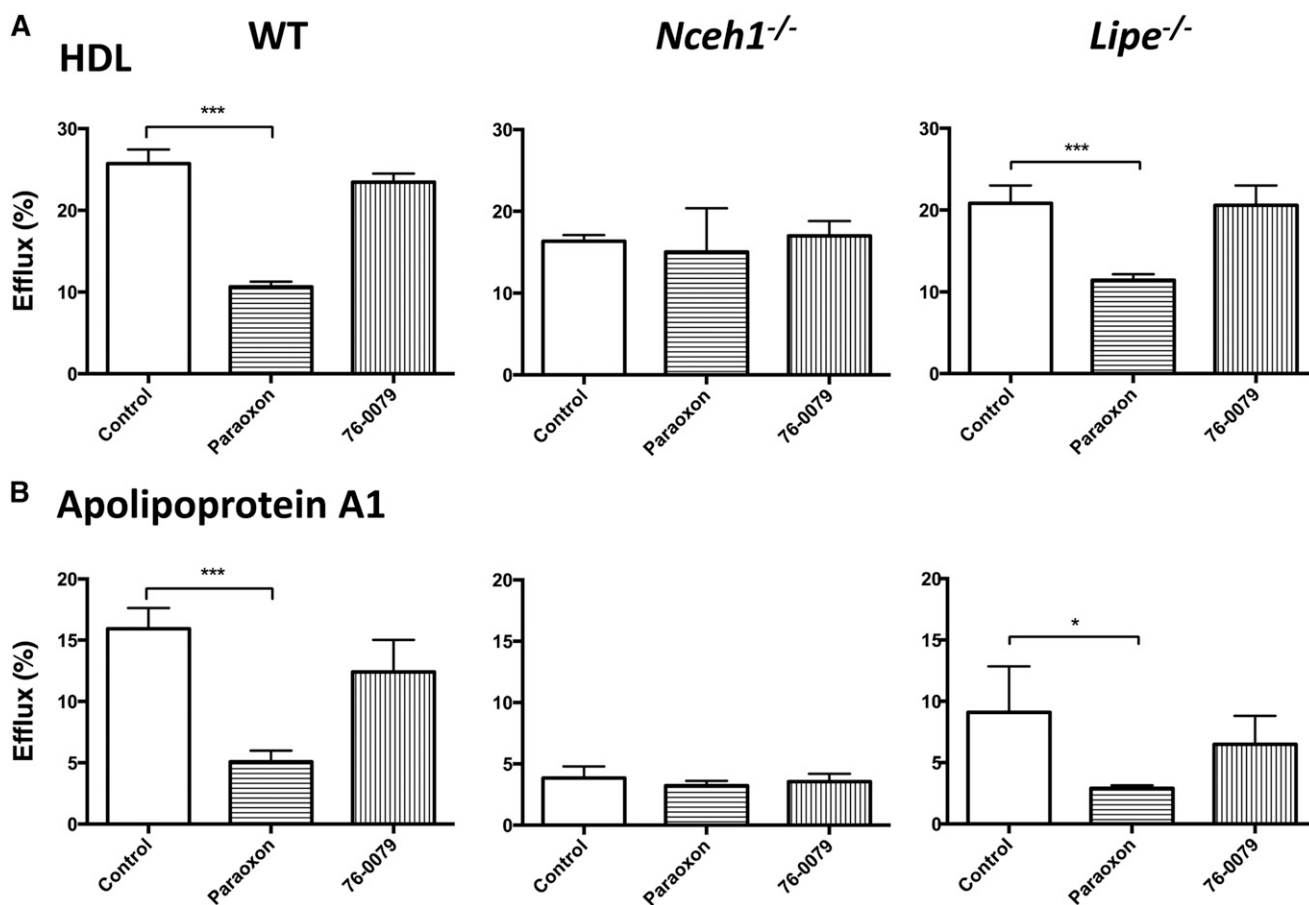 A
WT
Nceh1-/-
Lipe-/-
HDL
***
***
30
20
10
0
Efflux (%)
Control
Paraoxon
76-0079
30
20
10
0
Control
Paraoxon
76-0079
30
20
10
0
Control
Paraoxon
76-0079
B
Apolipoprotein A1
***
*
20
15
10
5
0
Efflux (%)
Control
Paraoxon
76-0079
20
15
10
5
0
Control
Paraoxon
76-0079
20
15
10
5
0
Control
Paraoxon
76-0079